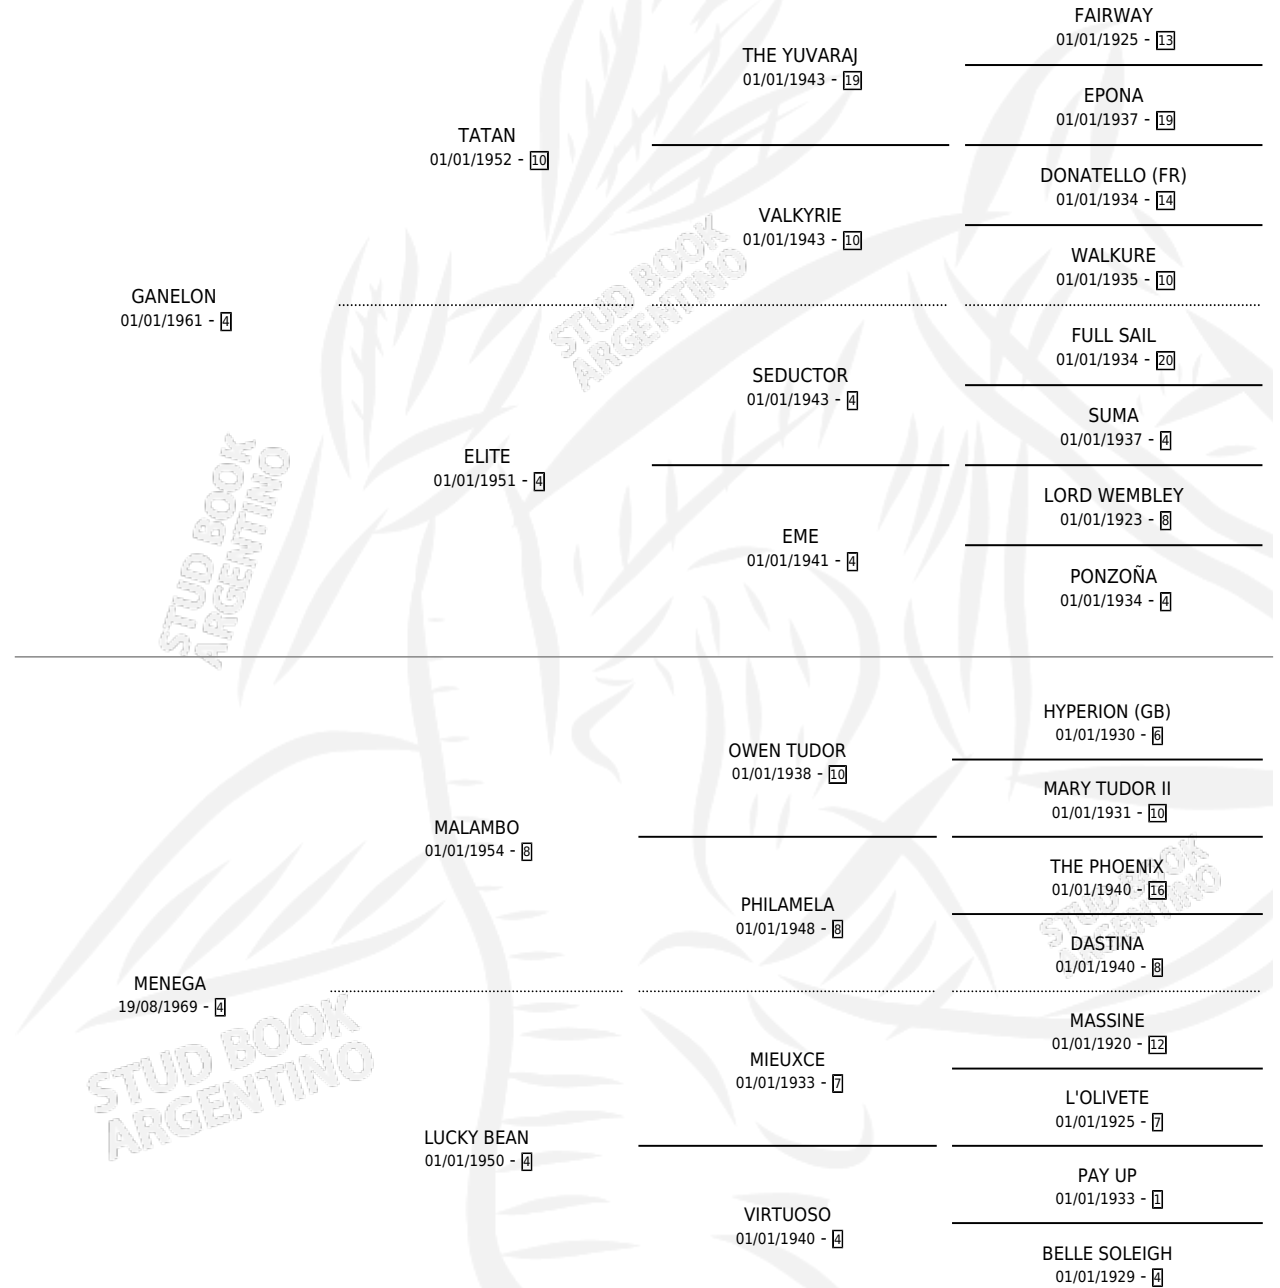 FAIRWAY
01/01/1925 - 13
THE YUVARAJ
01/01/1943 - 19
EPONA
01/01/1937 - 19
TATAN
01/01/1952 - 10
DONATELLO (FR)
01/01/1934 - 14
VALKYRIE
01/01/1943 - 10
WALKURE
01/01/1935 - 10
GANELON
01/01/1961 - 4
FULL SAIL
01/01/1934 - 20
SEDUCTOR
01/01/1943 - 4
SUMA
01/01/1937 - 4
ELITE
01/01/1951 - 4
LORD WEMBLEY
01/01/1923 - 8
EME
01/01/1941 - 4
PONZOÑA
01/01/1934 - 4
STUD BOOK
ARGENTINO
STUD BOOK
ARGENTINO
HYPERION (GB)
01/01/1930 - 6
OWEN TUDOR
01/01/1938 - 10
MARY TUDOR II
01/01/1931 - 10
MALAMBO
01/01/1954 - 8
THE PHOENIX
01/01/1940 - 16
PHILAMELA
01/01/1948 - 8
DASTINA
01/01/1940 - 8
MENEGA
19/08/1969 - 4
MASSINE
01/01/1920 - 12
MIEUXCE
01/01/1933 - 7
L'OLIVETE
01/01/1925 - 7
LUCKY BEAN
01/01/1950 - 4
PAY UP
01/01/1933 - 1
VIRTUOSO
01/01/1940 - 4
BELLE SOLEIGH
01/01/1929 - 4
STUD BOOK
ARGENTINO
STUD BOOK
ARGENTINO